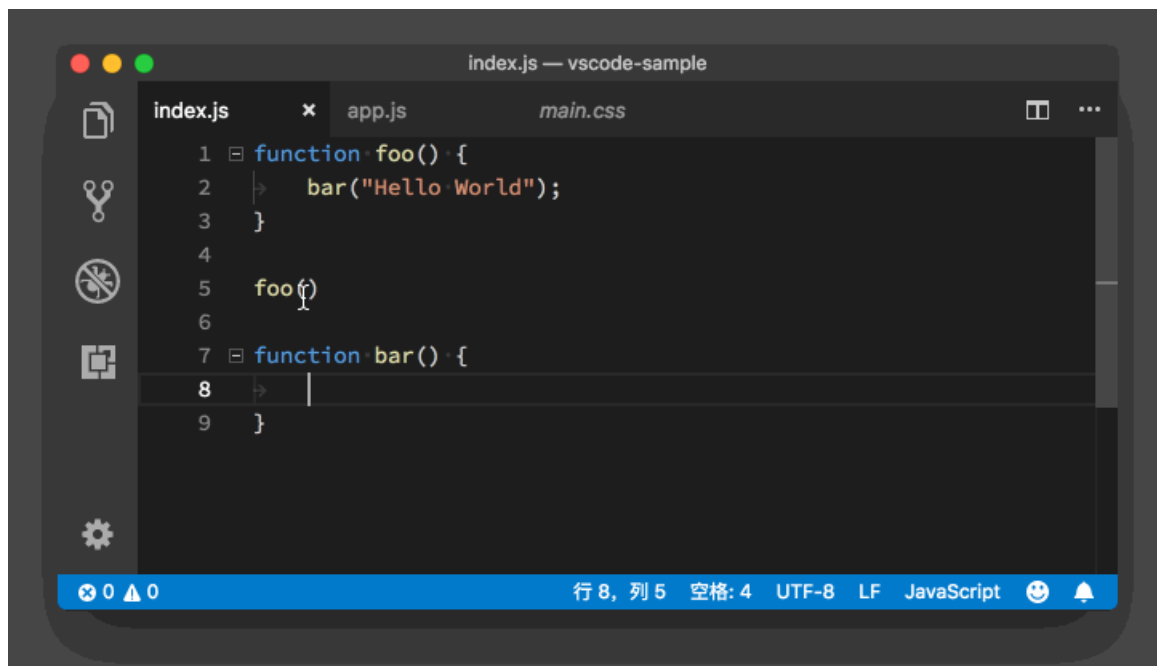 index.js — vscode-sample
index.js × app.js main.css
1 function foo() {
2 bar("Hello World");
3 }
4
5 foo()
6
7 function bar() {
8
9 }
0 0 行 8，列 5 空格: 4 UTF-8 LF JavaScript